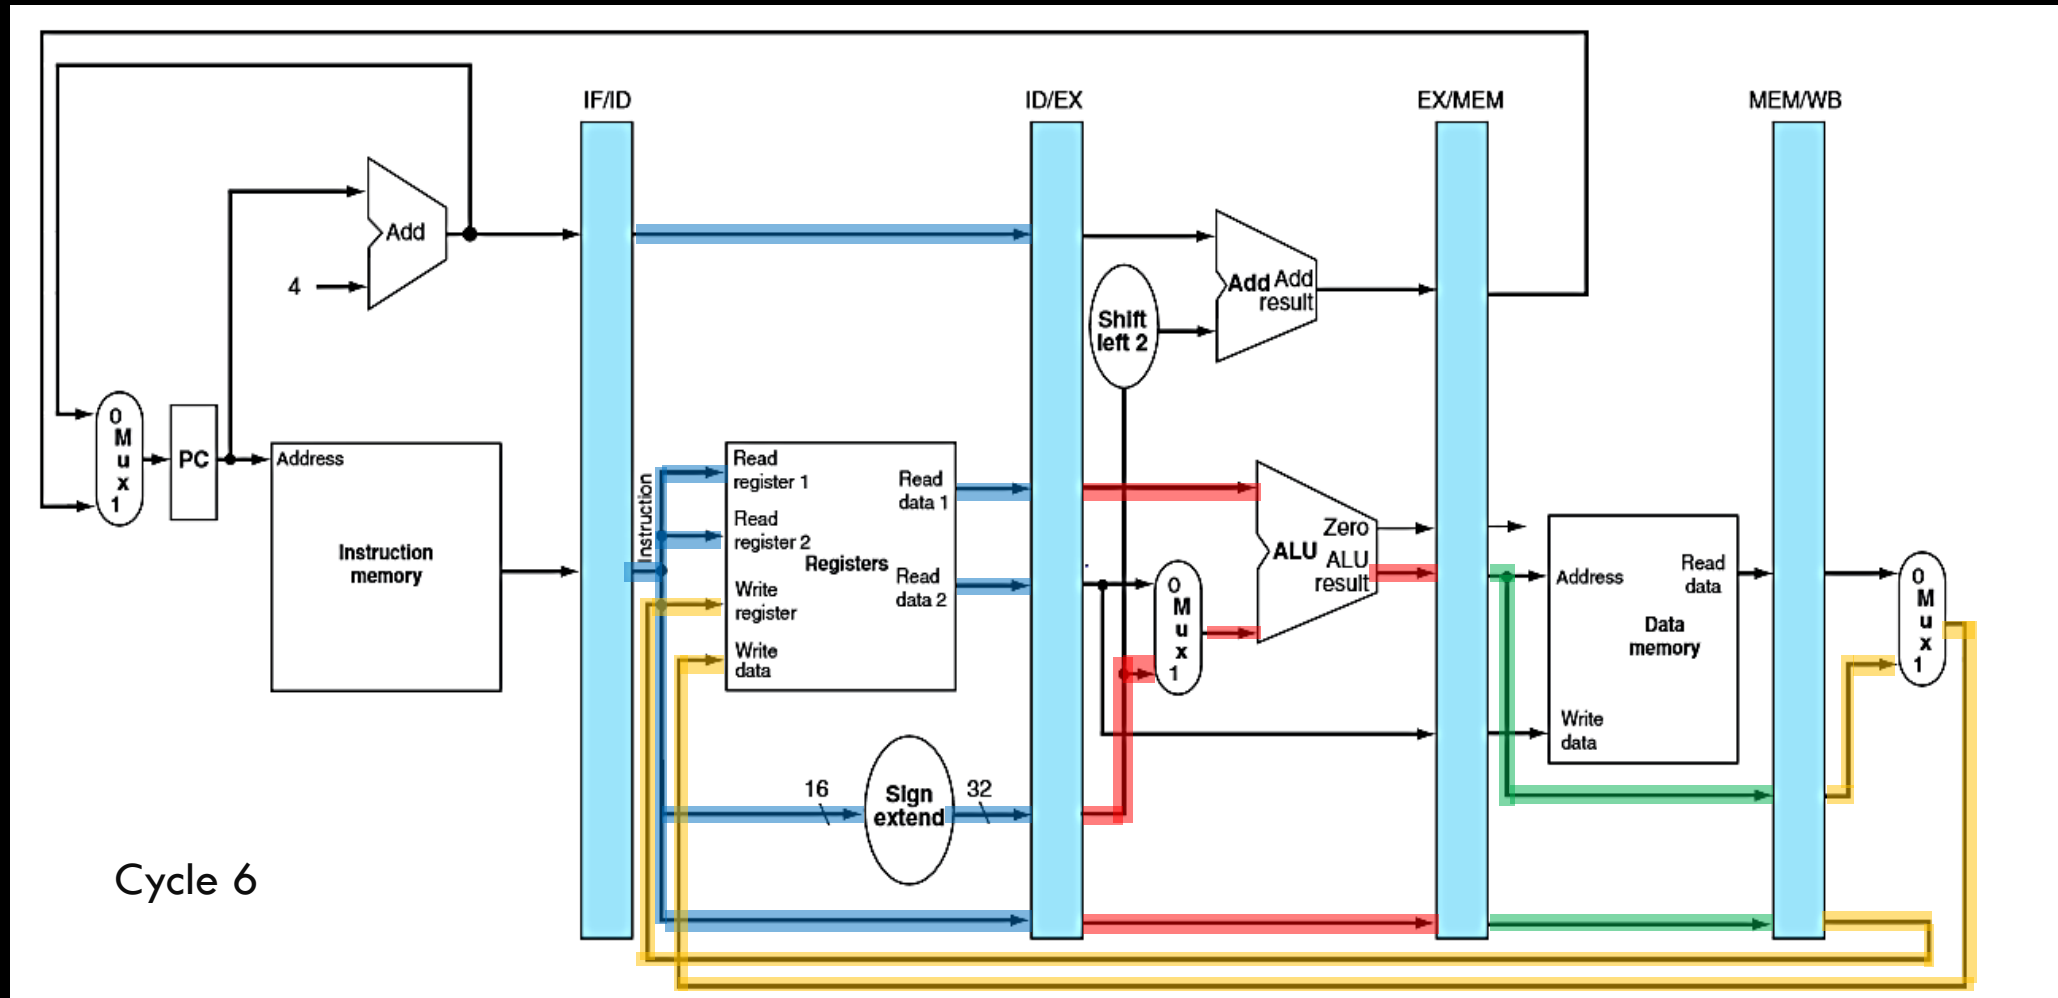 IF/ID
ID/EX
EX/MEM
MEM/WB
Add
4
Add Add
result
Shift
left 2
0
M
u
x
1
PC
Address
Instruction
memory
Instruction
Read
register 1
Read
register 2
Write
register
Write
data
Registers
Read
data 1
Read
data 2
0
M
u
x
1
Zero
ALU
ALU
result
Address
Read
data
Data
memory
Write
data
0
M
u
x
1
16
Sign
extend
32
Cycle 6